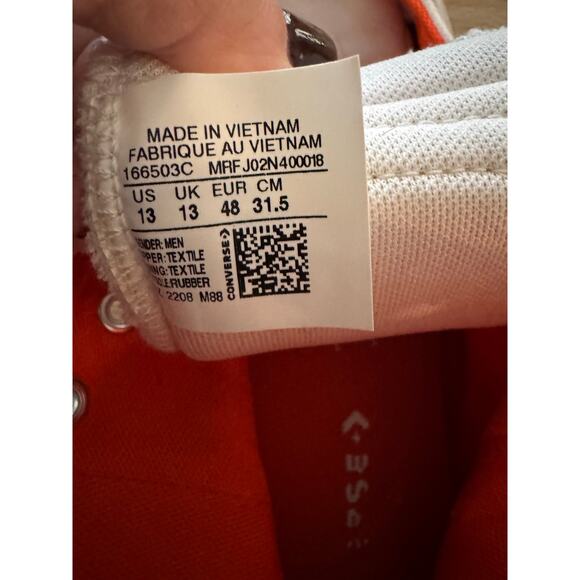 MADE IN VIETNAM
FABRIQUE AU VIETNAM
166503C MRFJ02N400018
US UK EUR CM
13 13 48 31.5
ENDER: MEN
PPER: TEXTILE
NING: TEXTILE
SOLE:RUBBER
2208 M88
CONVERSE